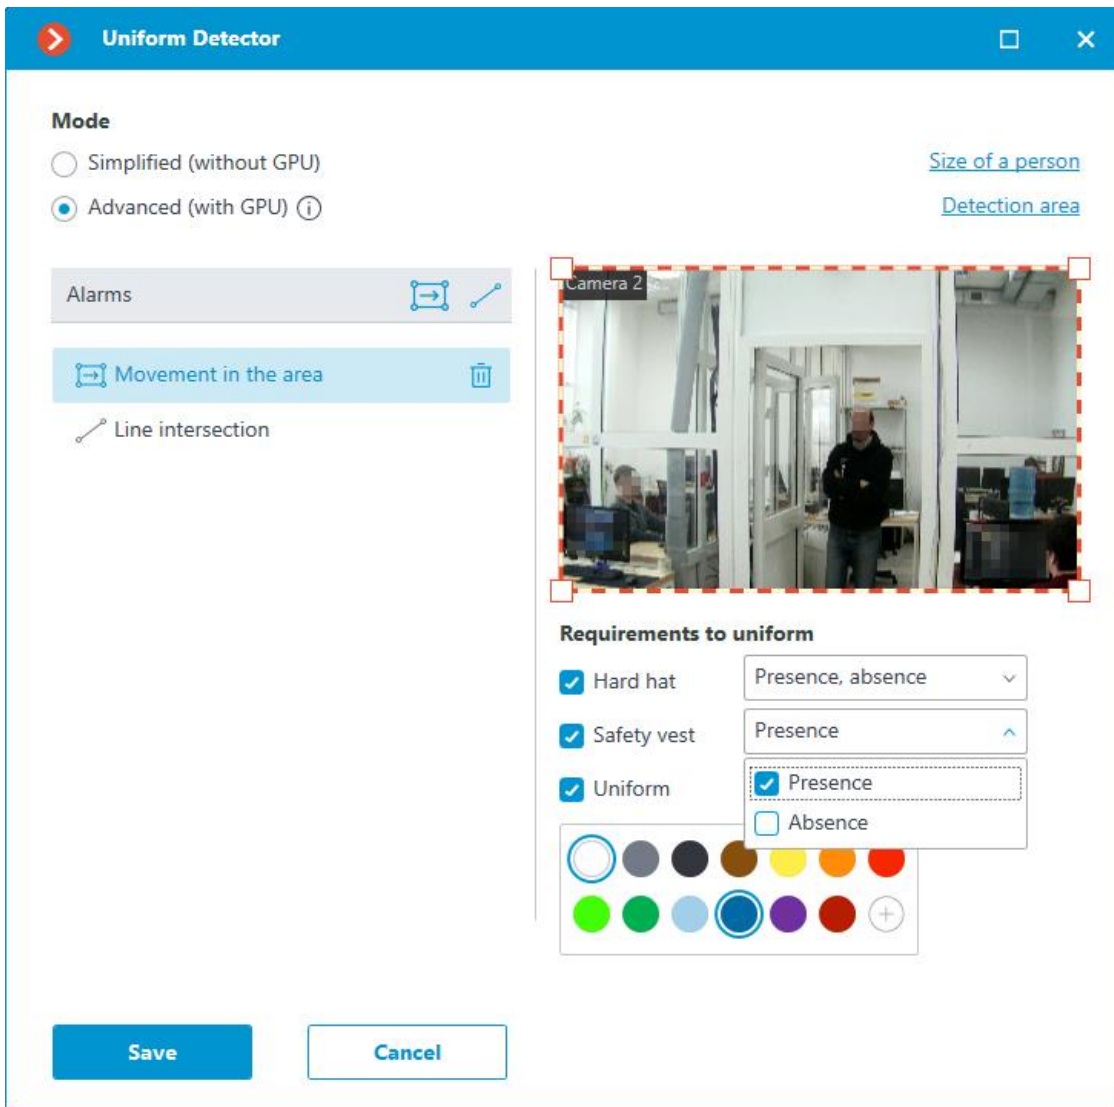 Uniform Detector
Mode
Simplified (without GPU)
Size of a person
Advanced (with GPU)
Detection area
Alarms
Camera 2
Movement in the area
Line intersection
Requirements to uniform
Hard hat
Presence, absence
Safety vest
Presence
Uniform
Presence
Absence
Save
Cancel